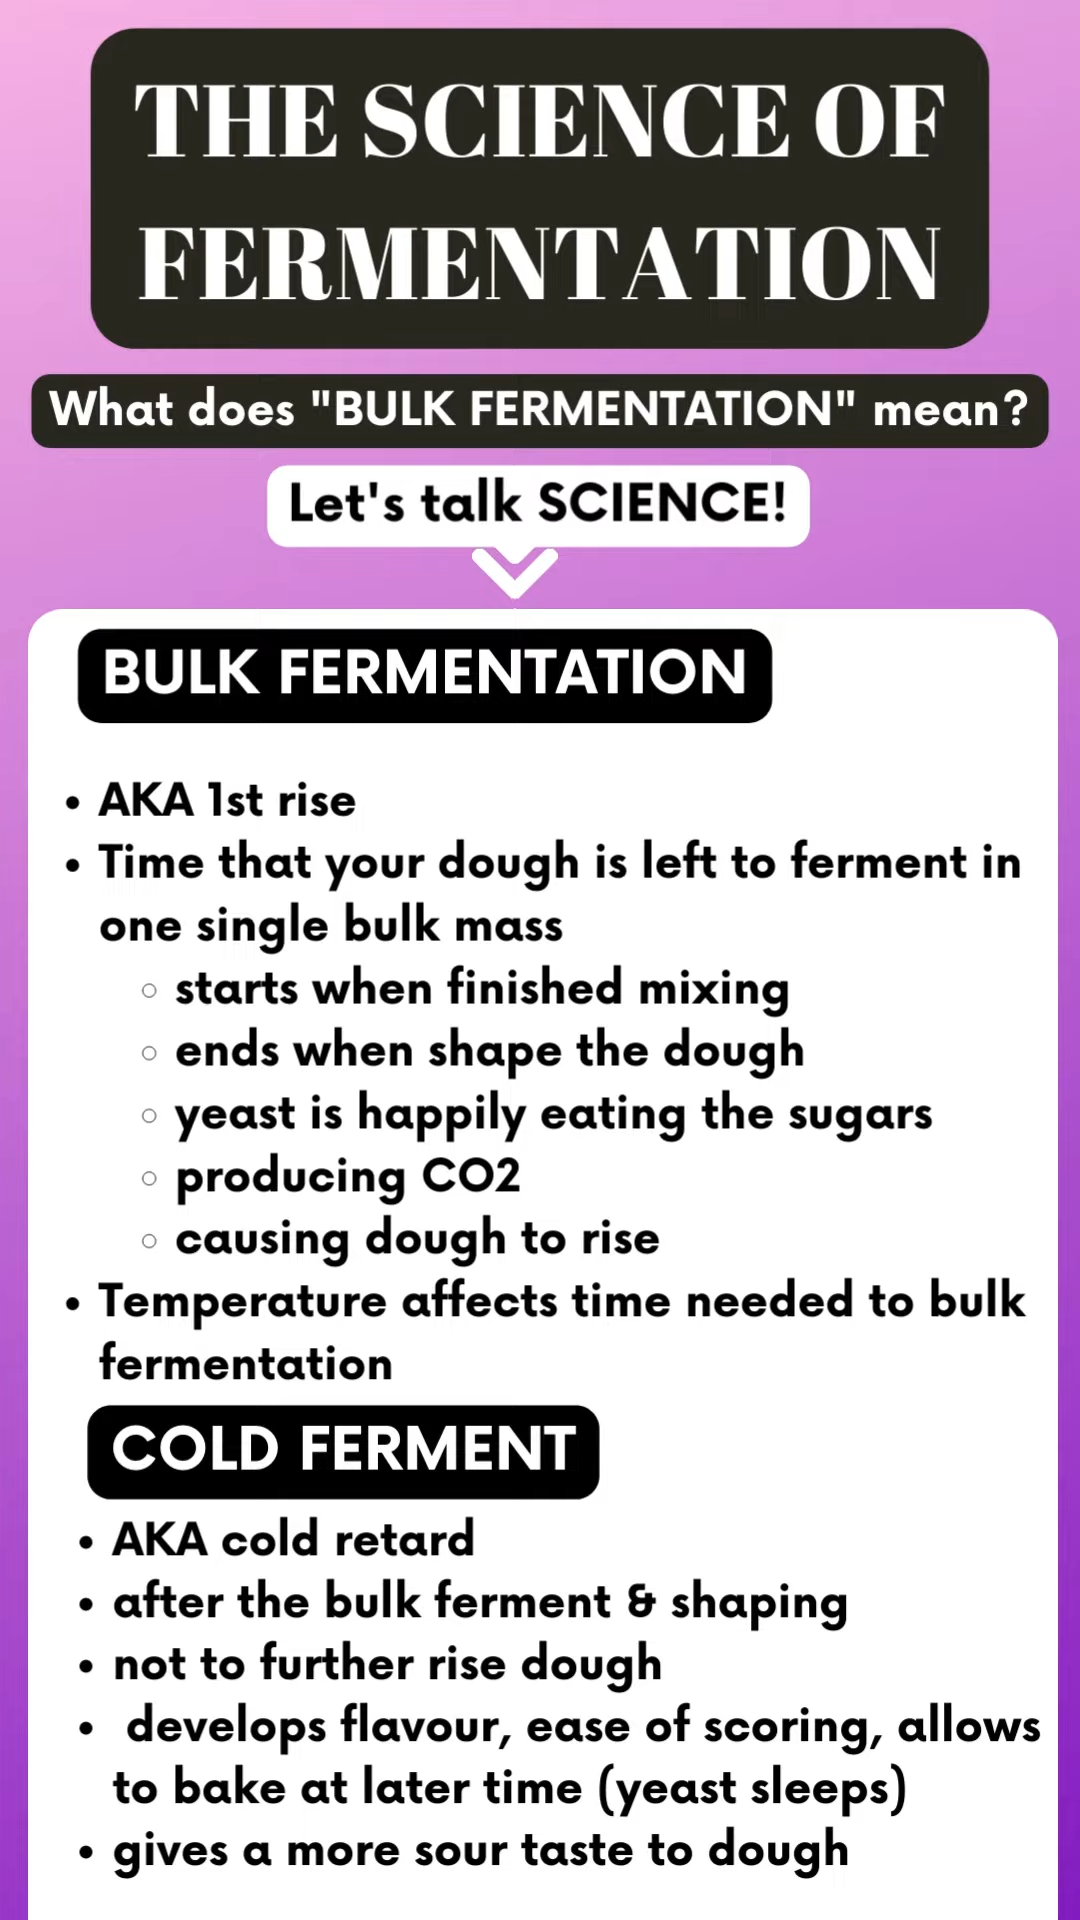 THE SCIENCE OF
FERMENTATION
What does "BULK FERMENTATION" mean?
Let's talk SCIENCE!
BULK FERMENTATION
• AKA 1st rise
• Time that your dough is left to ferment in
one single bulk mass
○ starts when finished mixing
○ ends when shape the dough
○ yeast is happily eating the sugars
○ producing CO2
○ causing dough to rise
• Temperature affects time needed to bulk
fermentation
COLD FERMENT
• AKA cold retard
• after the bulk ferment & shaping
• not to further rise dough
• develops flavour, ease of scoring, allows
to bake at later time (yeast sleeps)
• gives a more sour taste to dough